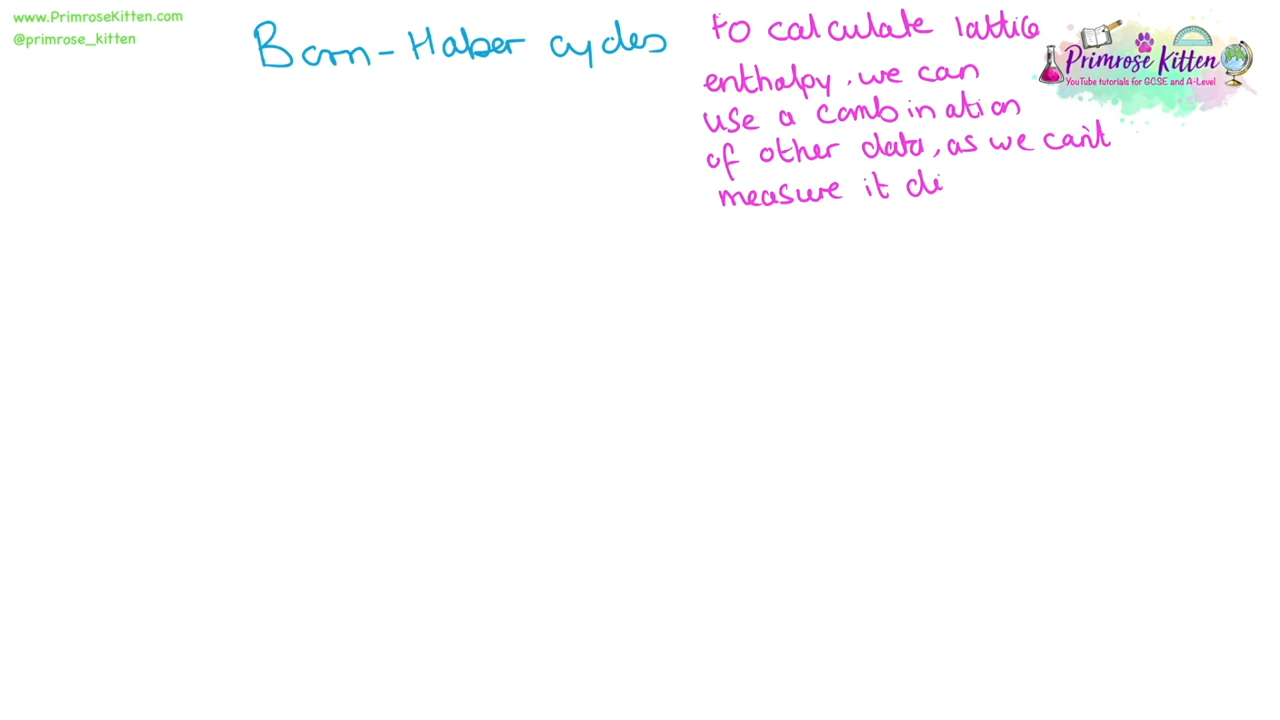 www.PrimroseKitten.com
@primrose_kitten
Born-Haber cycles
to calculate lattice
enthalpy, we can
use a combination
of other data, as we can't
measure it di
Primrose Kitten
YouTube tutorials for GCSE and A-Level